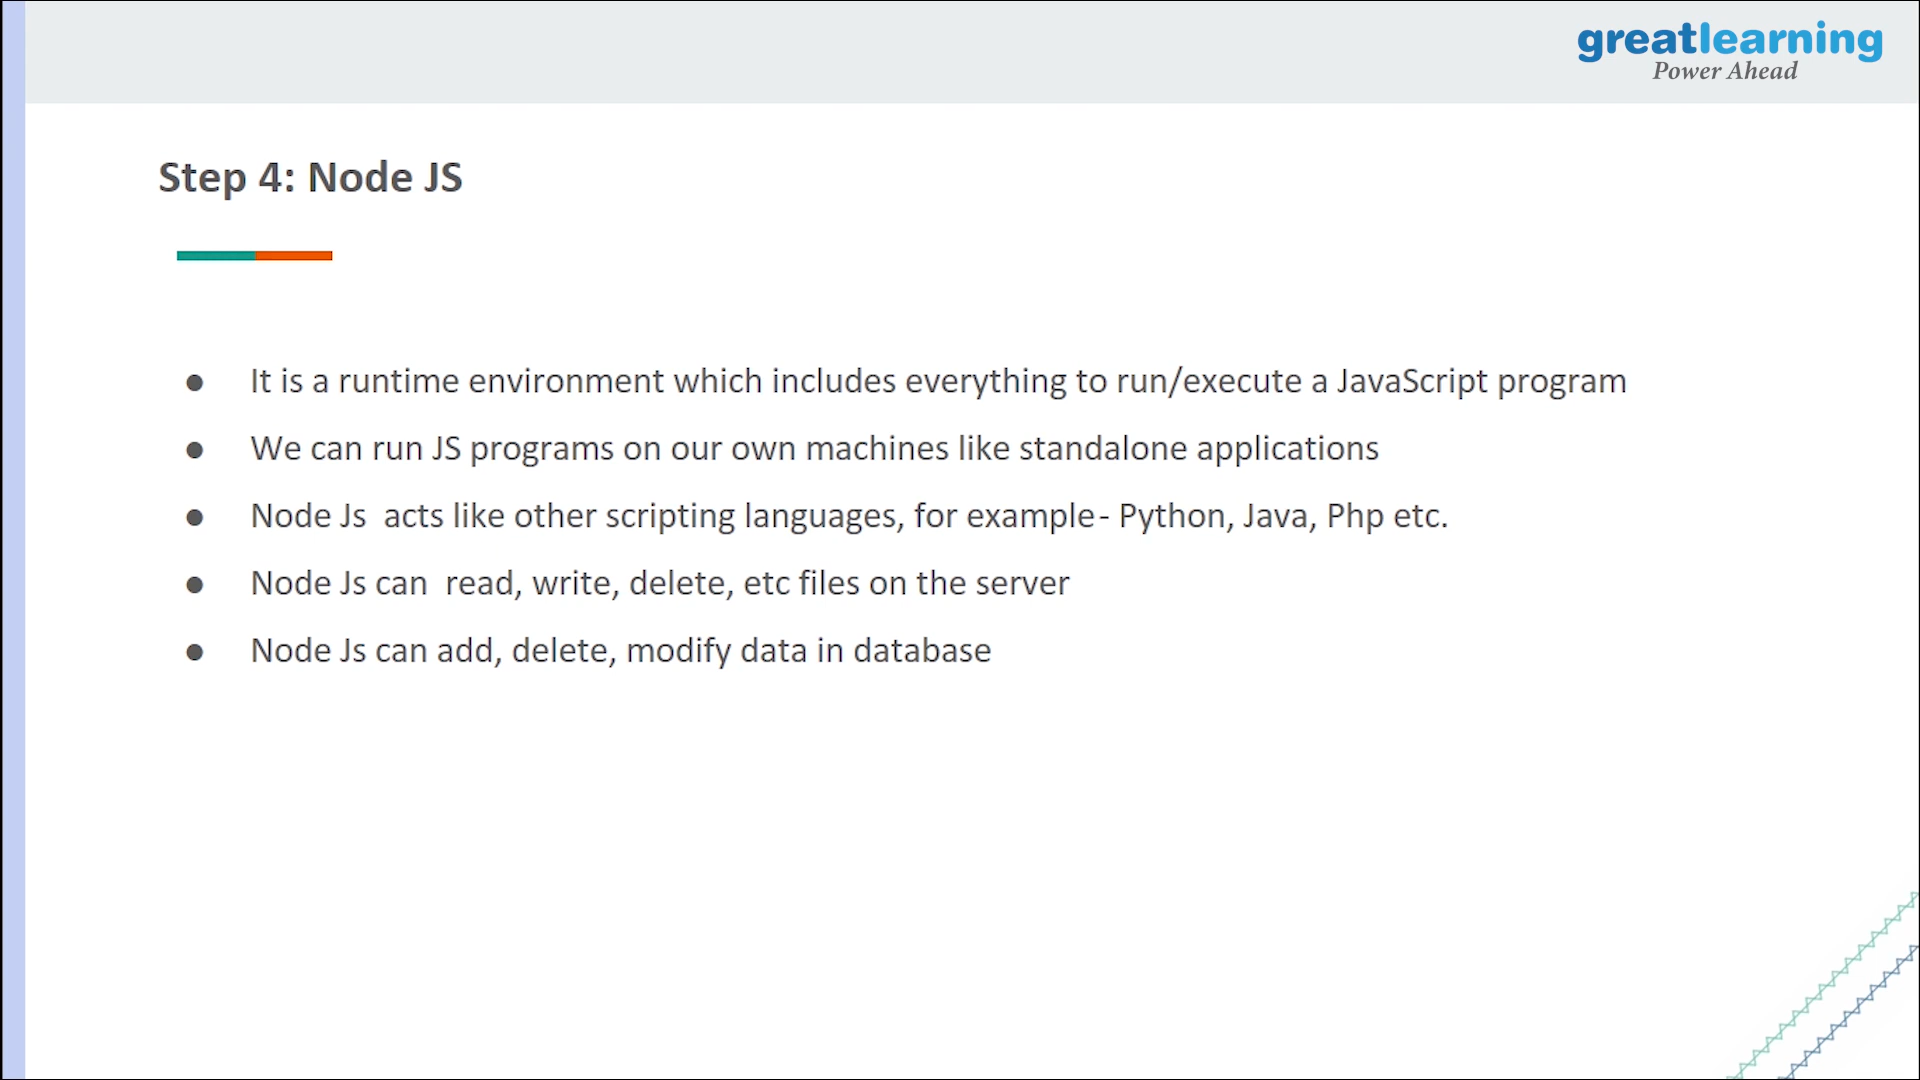 greatlearning
Power Ahead
Step 4: Node JS
● It is a runtime environment which includes everything to run/execute a JavaScript program
● We can run JS programs on our own machines like standalone applications
● Node Js  acts like other scripting languages, for example- Python, Java, Php etc.
● Node Js can  read, write, delete, etc files on the server
● Node Js can add, delete, modify data in database